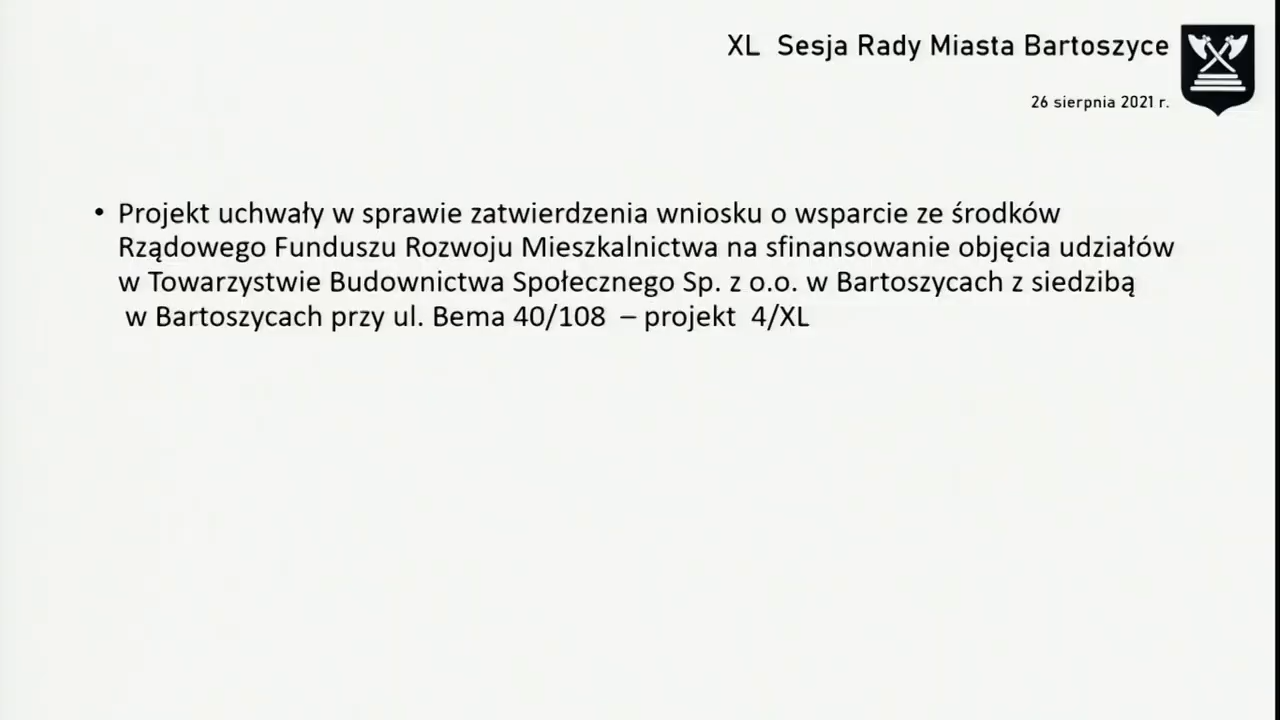 XL Sesja Rady Miasta Bartoszyce
26 sierpnia 2021 r.
• Projekt uchwały w sprawie zatwierdzenia wniosku o wsparcie ze środków
Rządowego Funduszu Rozwoju Mieszkalnictwa na sfinansowanie objęcia udziałów
w Towarzystwie Budownictwa Społecznego Sp. z o.o. w Bartoszycach z siedzibą
w Bartoszycach przy ul. Bema 40/108 – projekt 4/XL